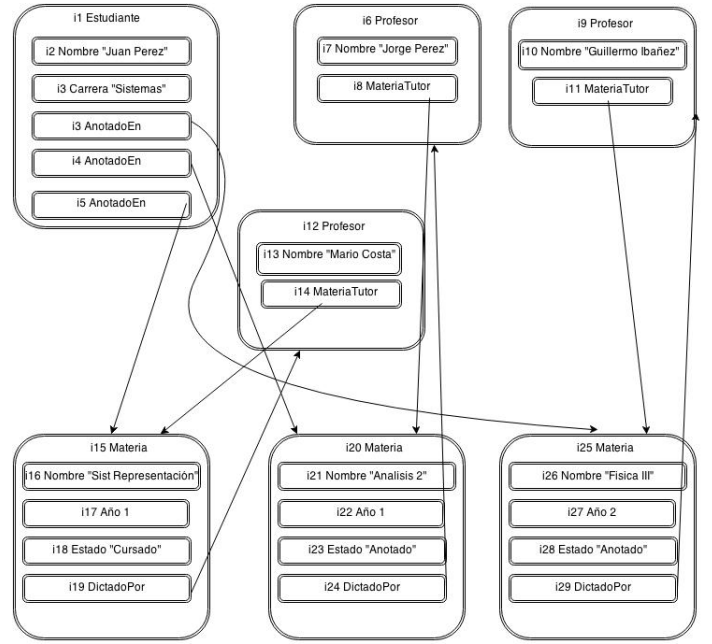 i1 Estudiante
i2 Nombre "Juan Perez"
i3 Carrera "Sistemas"
i3 AnotadoEn
i4 AnotadoEn
i5 AnotadoEn
i6 Profesor
i7 Nombre "Jorge Perez"
i8 MateriaTutor
i9 Profesor
i10 Nombre "Guillermo Ibañez"
i11 MateriaTutor
i12 Profesor
i13 Nombre "Mario Costa"
i14 MateriaTutor
i15 Materia
i16 Nombre "Sist Representación"
i17 Año 1
i18 Estado "Cursado"
i19 DictadoPor
i20 Materia
i21 Nombre "Analisis 2"
i22 Año 1
i23 Estado "Anotado"
i24 DictadoPor
i25 Materia
i26 Nombre "Fisica III"
i27 Año 2
i28 Estado "Anotado"
i29 DictadoPor